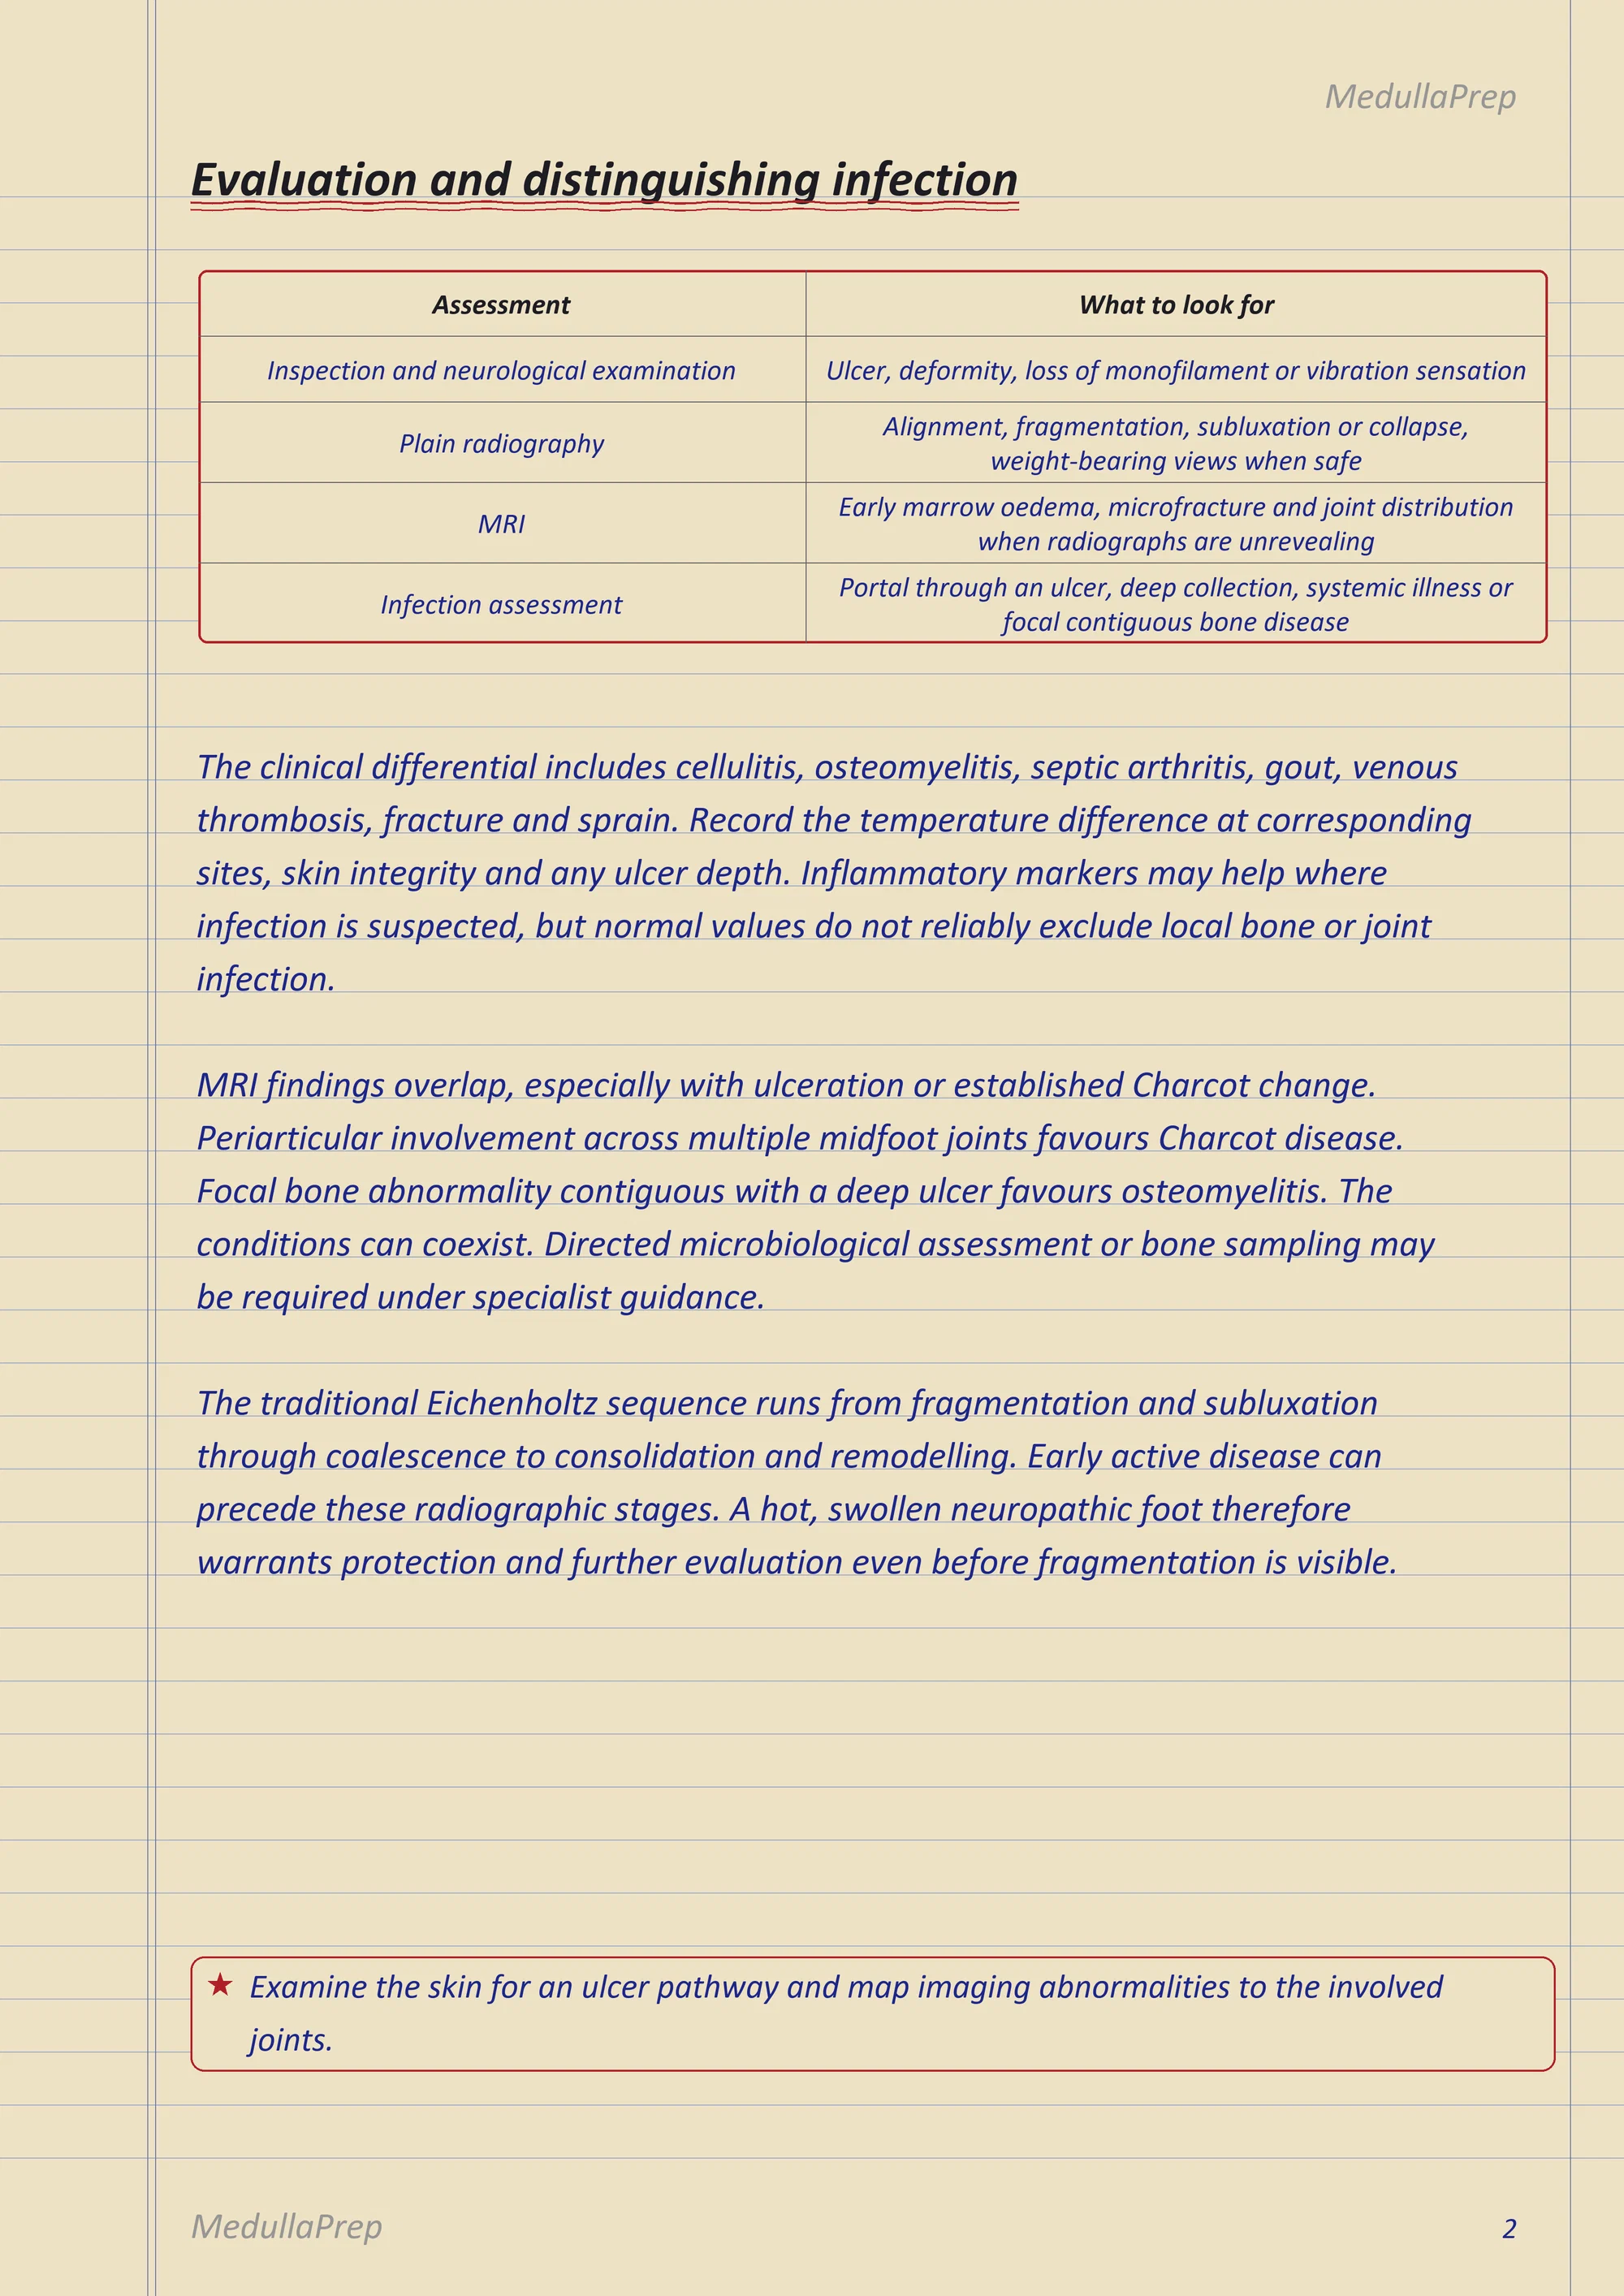 MedullaPrep
Evaluation and distinguishing infection
Assessment
What to look for
Inspection and neurological examination
Ulcer, deformity, loss of monofilament or vibration sensation
Plain radiography
Alignment, fragmentation, subluxation or collapse,
weight-bearing views when safe
MRI
Early marrow oedema, microfracture and joint distribution
when radiographs are unrevealing
Infection assessment
Portal through an ulcer, deep collection, systemic illness or
focal contiguous bone disease
The clinical differential includes cellulitis, osteomyelitis, septic arthritis, gout, venous
thrombosis, fracture and sprain. Record the temperature difference at corresponding
sites, skin integrity and any ulcer depth. Inflammatory markers may help where
infection is suspected, but normal values do not reliably exclude local bone or joint
infection.
MRI findings overlap, especially with ulceration or established Charcot change.
Periarticular involvement across multiple midfoot joints favours Charcot disease.
Focal bone abnormality contiguous with a deep ulcer favours osteomyelitis. The
conditions can coexist. Directed microbiological assessment or bone sampling may
be required under specialist guidance.
The traditional Eichenholtz sequence runs from fragmentation and subluxation
through coalescence to consolidation and remodelling. Early active disease can
precede these radiographic stages. A hot, swollen neuropathic foot therefore
warrants protection and further evaluation even before fragmentation is visible.
★ Examine the skin for an ulcer pathway and map imaging abnormalities to the involved
joints.
MedullaPrep
2